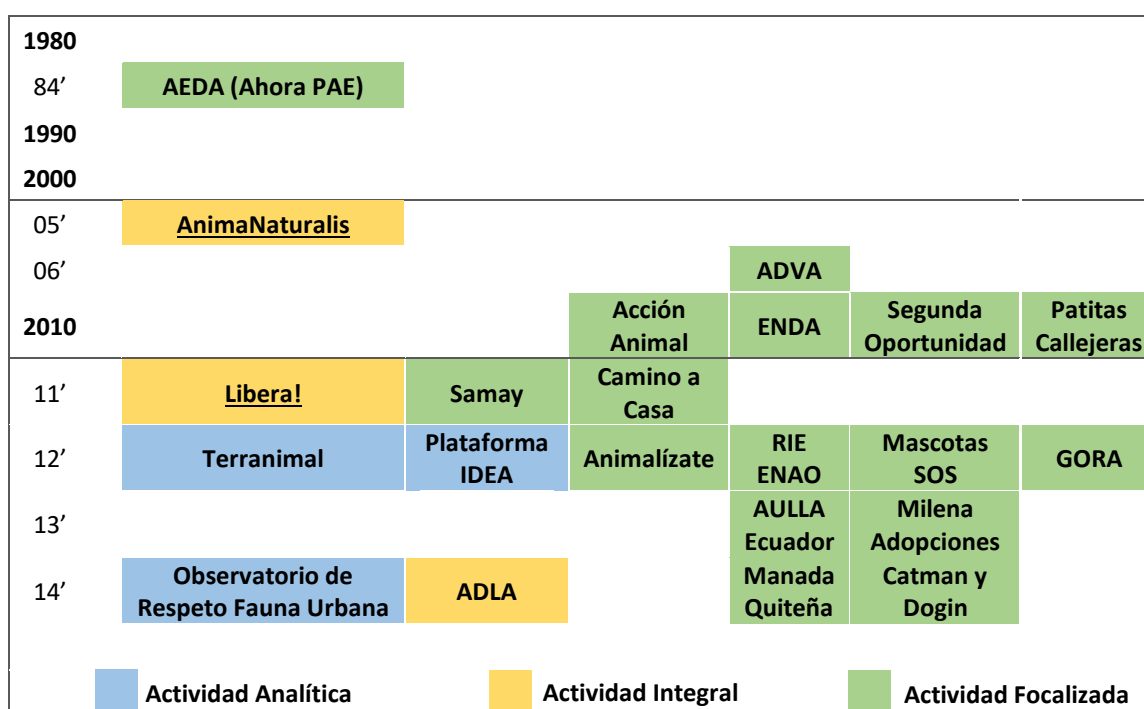 1980
84’ AEDA (Ahora PAE)
1990
2000
05’ AnimaNaturalis
06’ ADVA
2010 Acción Animal ENDA Segunda Oportunidad Patitas Callejeras
11’ Libera! Samay Camino a Casa
12’ Terranimal Plataforma IDEA Animalízate RIE ENAO Mascotas SOS GORA
13’ AULLA Ecuador Milena Adopciones
14’ Observatorio de Respeto Fauna Urbana ADLA Manada Quiteña Catman y Dogin
Actividad Analítica Actividad Integral Actividad Focalizada